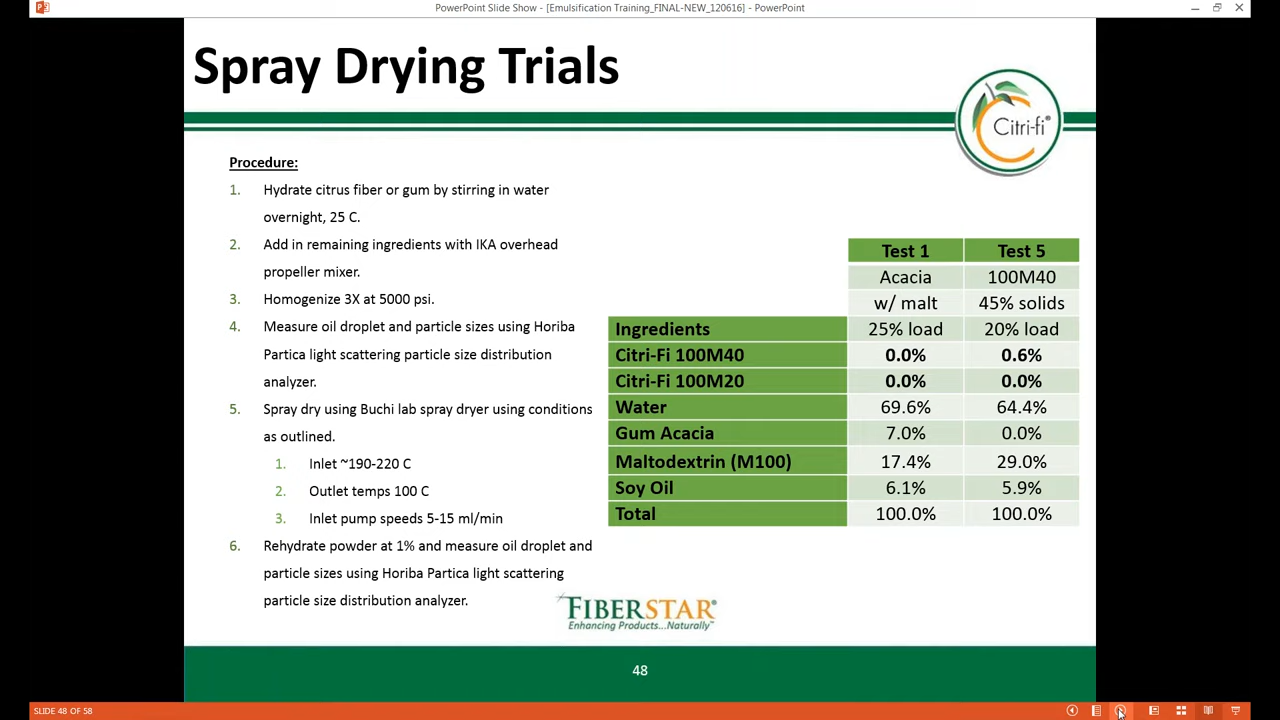 PowerPoint Slide Show - [Emulsification Training_FINAL-NEW_120616] - PowerPoint
Spray Drying Trials
Citri-fi®
Procedure:
1. Hydrate citrus fiber or gum by stirring in water
overnight, 25 C.
2. Add in remaining ingredients with IKA overhead
propeller mixer.
3. Homogenize 3X at 5000 psi.
4. Measure oil droplet and particle sizes using Horiba
Partica light scattering particle size distribution
analyzer.
5. Spray dry using Buchi lab spray dryer using conditions
as outlined.
1. Inlet ~190-220 C
2. Outlet temps 100 C
3. Inlet pump speeds 5-15 ml/min
6. Rehydrate powder at 1% and measure oil droplet and
particle sizes using Horiba Partica light scattering
particle size distribution analyzer.
Test 1 Test 5
Acacia 100M40
w/ malt 45% solids
Ingredients 25% load 20% load
Citri-Fi 100M40 0.0% 0.6%
Citri-Fi 100M20 0.0% 0.0%
Water 69.6% 64.4%
Gum Acacia 7.0% 0.0%
Maltodextrin (M100) 17.4% 29.0%
Soy Oil 6.1% 5.9%
Total 100.0% 100.0%
FIBERSTAR®
Enhancing Products...Naturally™
48
SLIDE 48 OF 58